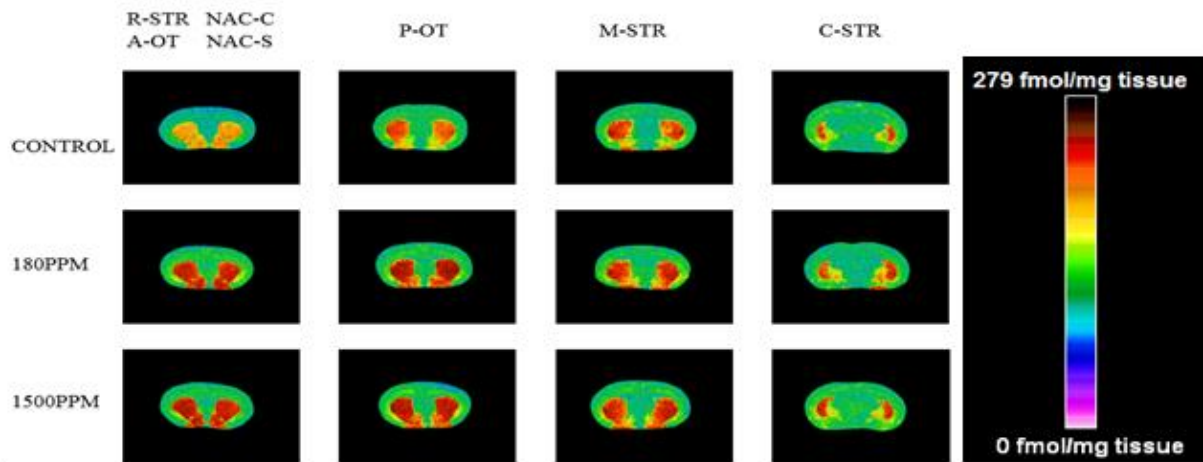 R-STR NAC-C
A-OT NAC-S
P-OT
M-STR
C-STR
279 fmol/mg tissue
CONTROL
180PPM
1500PPM
0 fmol/mg tissue